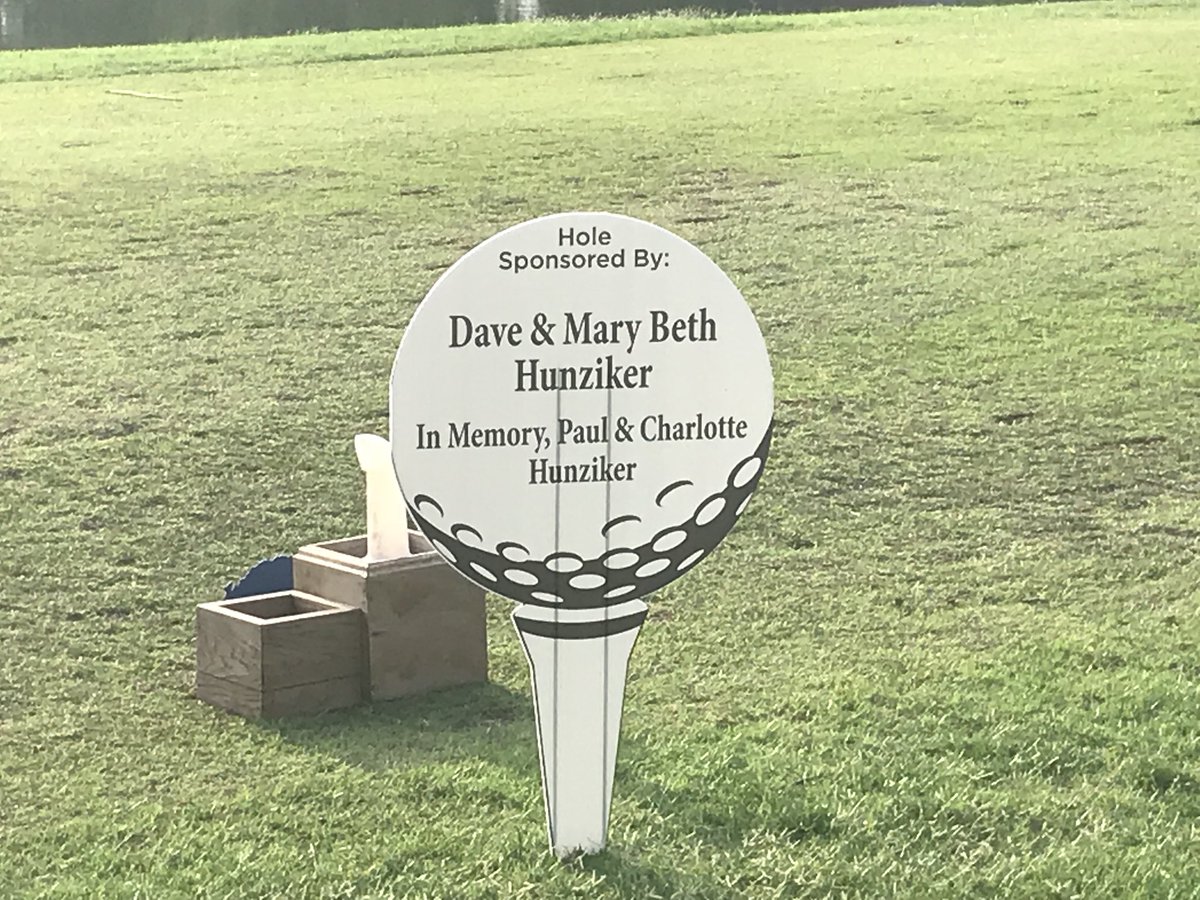 Hole
Sponsored By:
Dave & Mary Beth
Hunziker
In Memory, Paul & Charlotte
Hunziker